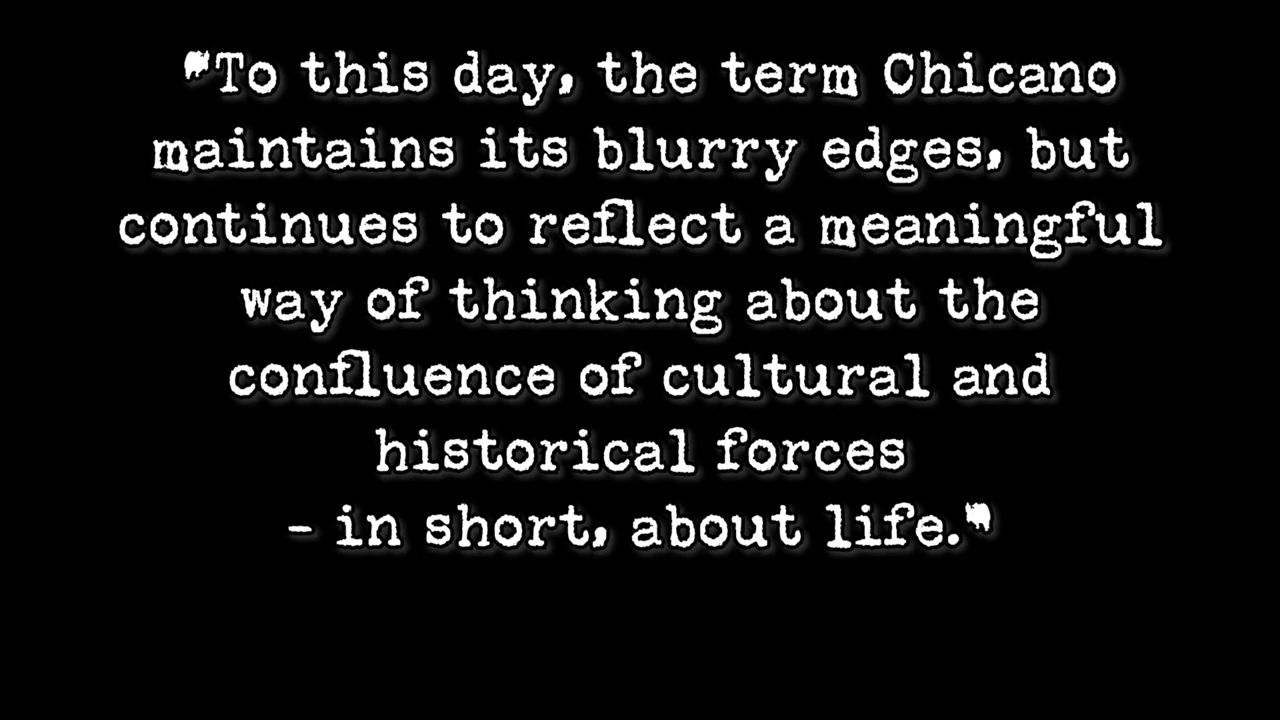 "To this day, the term Chicano
maintains its blurry edges, but
continues to reflect a meaningful
way of thinking about the
confluence of cultural and
historical forces
- in short, about life."